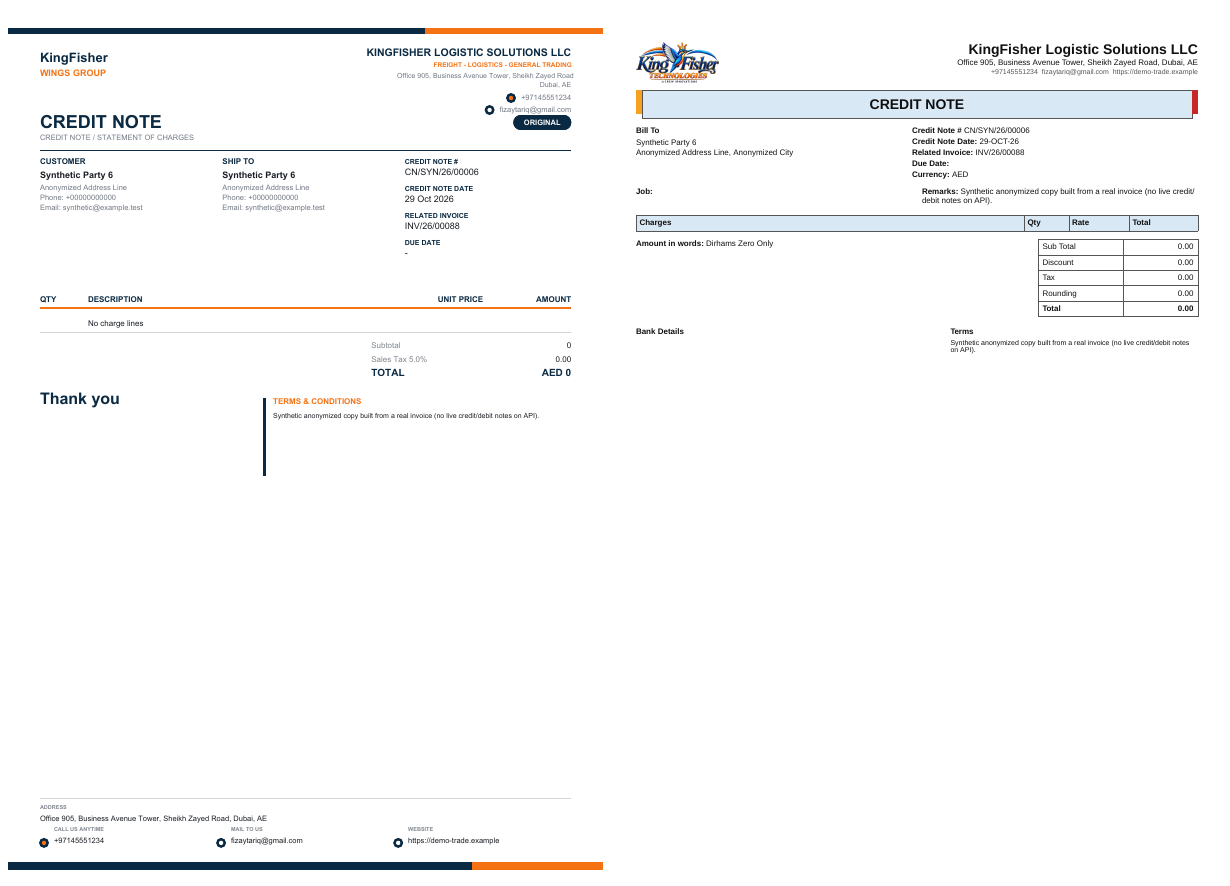 KingFisher
WINGS GROUP
KINGFISHER LOGISTIC SOLUTIONS LLC
FREIGHT - LOGISTICS - GENERAL TRADING
Office 905, Business Avenue Tower, Sheikh Zayed Road
Dubai, AE
+97145551234
fizaytariq@gmail.com
CREDIT NOTE
ORIGINAL
CREDIT NOTE / STATEMENT OF CHARGES
CUSTOMER
Synthetic Party 6
Anonymized Address Line
Phone: +00000000000
Email: synthetic@example.test
SHIP TO
Synthetic Party 6
Anonymized Address Line
Phone: +00000000000
Email: synthetic@example.test
CREDIT NOTE #
CN/SYN/26/00006
CREDIT NOTE DATE
29 Oct 2026
RELATED INVOICE
INV/26/00088
DUE DATE
-
QTY DESCRIPTION UNIT PRICE AMOUNT
No charge lines
Subtotal 0
Sales Tax 5.0% 0.00
TOTAL AED 0
Thank you
TERMS & CONDITIONS
Synthetic anonymized copy built from a real invoice (no live credit/debit notes on API).
ADDRESS
Office 905, Business Avenue Tower, Sheikh Zayed Road, Dubai, AE
CALL US ANYTIME
+97145551234
MAIL TO US
fizaytariq@gmail.com
WEBSITE
https://demo-trade.example
King Fisher
TECHNOLOGIES
KingFisher Logistic Solutions LLC
Office 905, Business Avenue Tower, Sheikh Zayed Road, Dubai, AE
+97145551234 fizaytariq@gmail.com https://demo-trade.example
CREDIT NOTE
Bill To
Synthetic Party 6
Anonymized Address Line, Anonymized City
Credit Note # CN/SYN/26/00006
Credit Note Date: 29-OCT-26
Related Invoice: INV/26/00088
Due Date:
Currency: AED
Job:
Remarks: Synthetic anonymized copy built from a real invoice (no live credit/
debit notes on API).
Charges Qty Rate Total
Amount in words: Dirhams Zero Only
Sub Total 0.00
Discount 0.00
Tax 0.00
Rounding 0.00
Total 0.00
Bank Details
Terms
Synthetic anonymized copy built from a real invoice (no live credit/debit notes
on API).